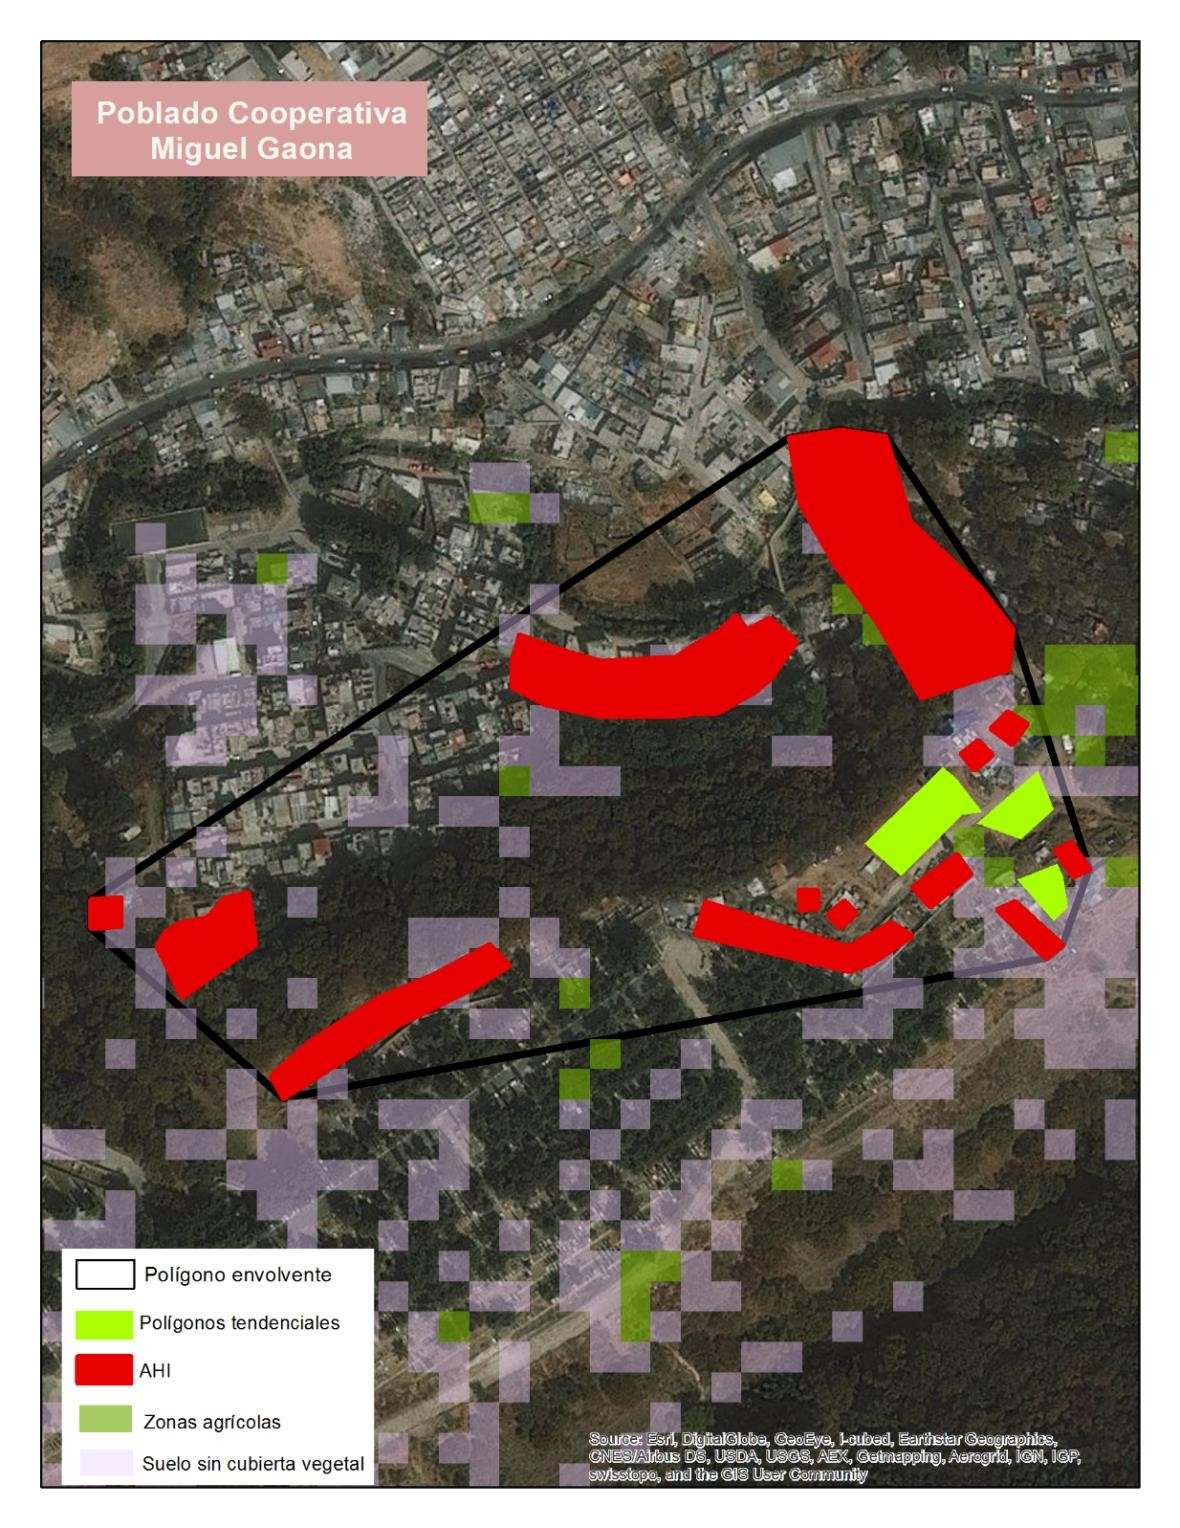 Poblado Cooperativa
Miguel Gaona
Polígono envolvente
Polígonos tendenciales
AHI
Zonas agrícolas
Suelo sin cubierta vegetal
Source: Esri, DigitalGlobe, GeoEye, i-cubed, Earthstar Geographics,
CNES/Airbus DS, USDA, USGS, AEX, Getmapping, Aerogrid, IGN, IGP,
swisstopo, and the GIS User Community